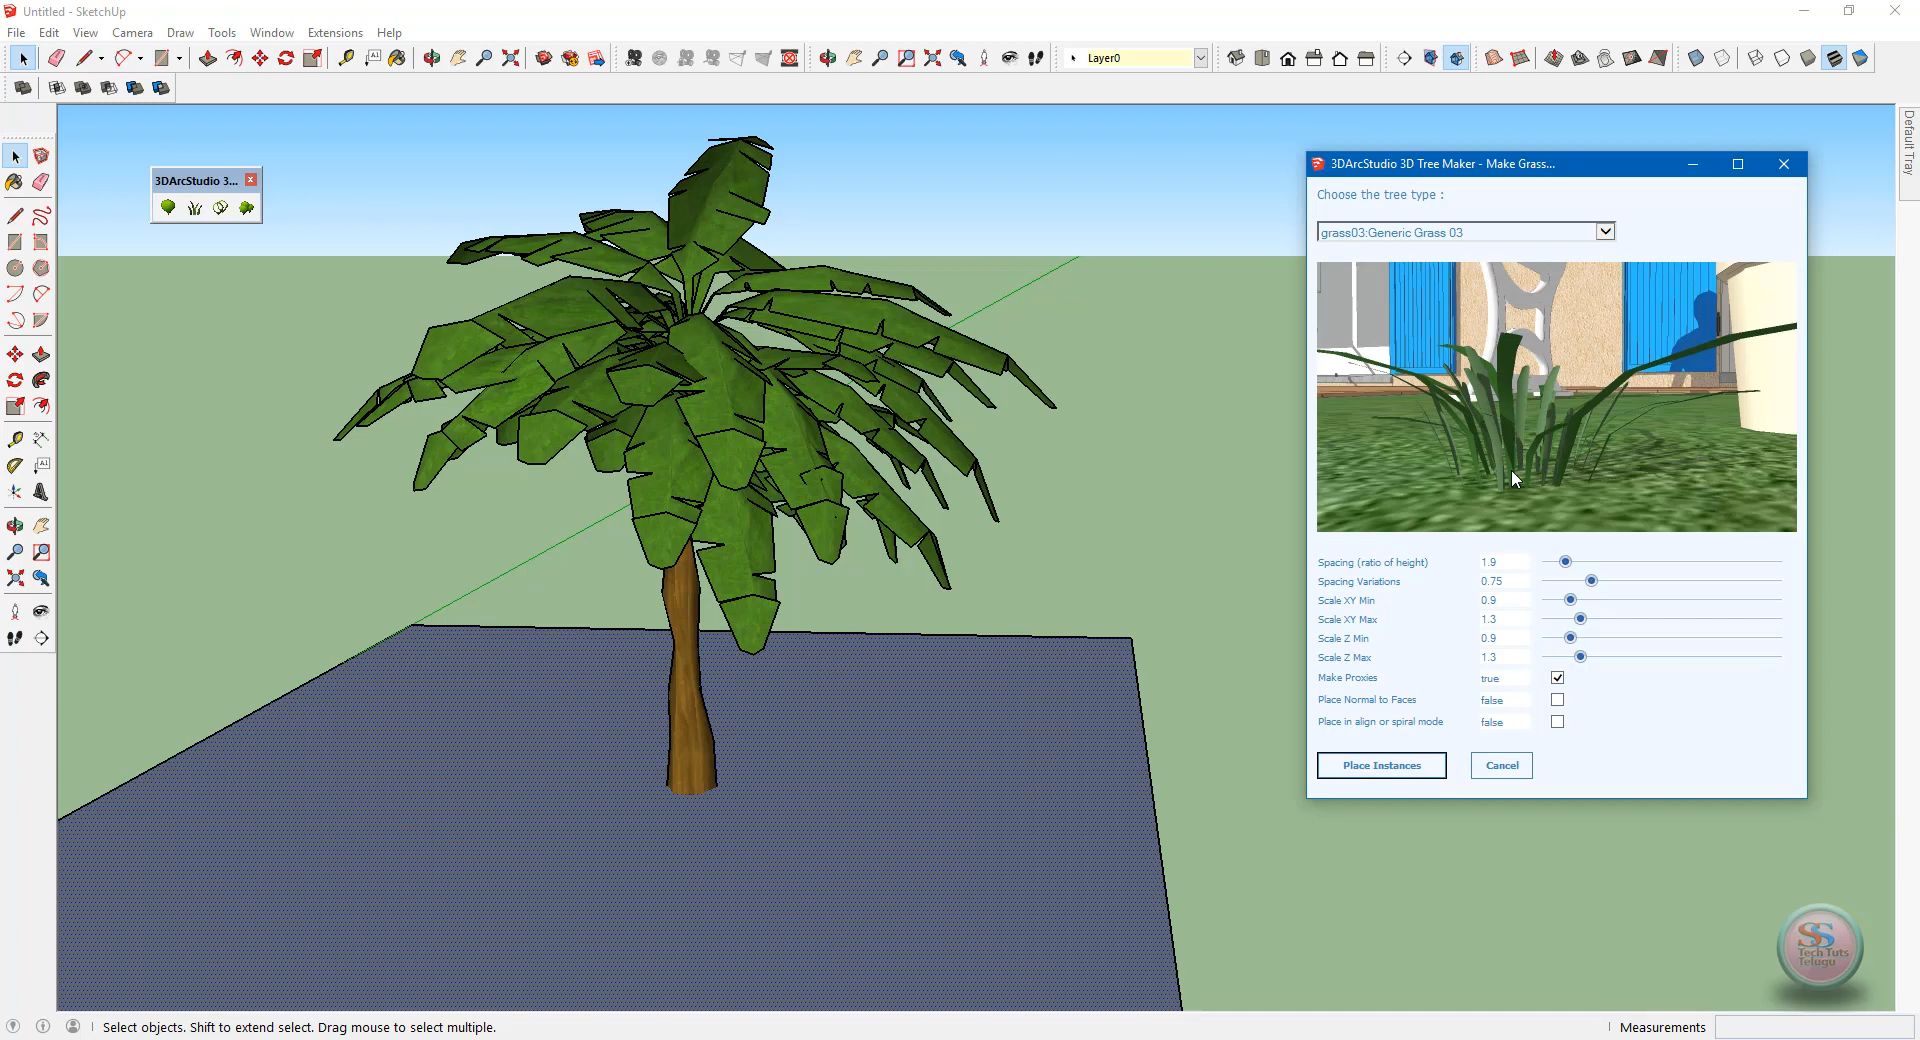 Untitled - SketchUp
File Edit View Camera Draw Tools Window Extensions Help
A1
Layer0
Default Tray
3DArcStudio 3...
A1
3DArcStudio 3D Tree Maker - Make Grass...
Choose the tree type :
grass03:Generic Grass 03
Spacing (ratio of height) 1.9
Spacing Variations 0.75
Scale XY Min 0.9
Scale XY Max 1.3
Scale Z Min 0.9
Scale Z Max 1.3
Make Proxies true
Place Normal to Faces false
Place in align or spiral mode false
Place Instances Cancel
SS
Tech Tuts
Telugu
Select objects. Shift to extend select. Drag mouse to select multiple.
Measurements